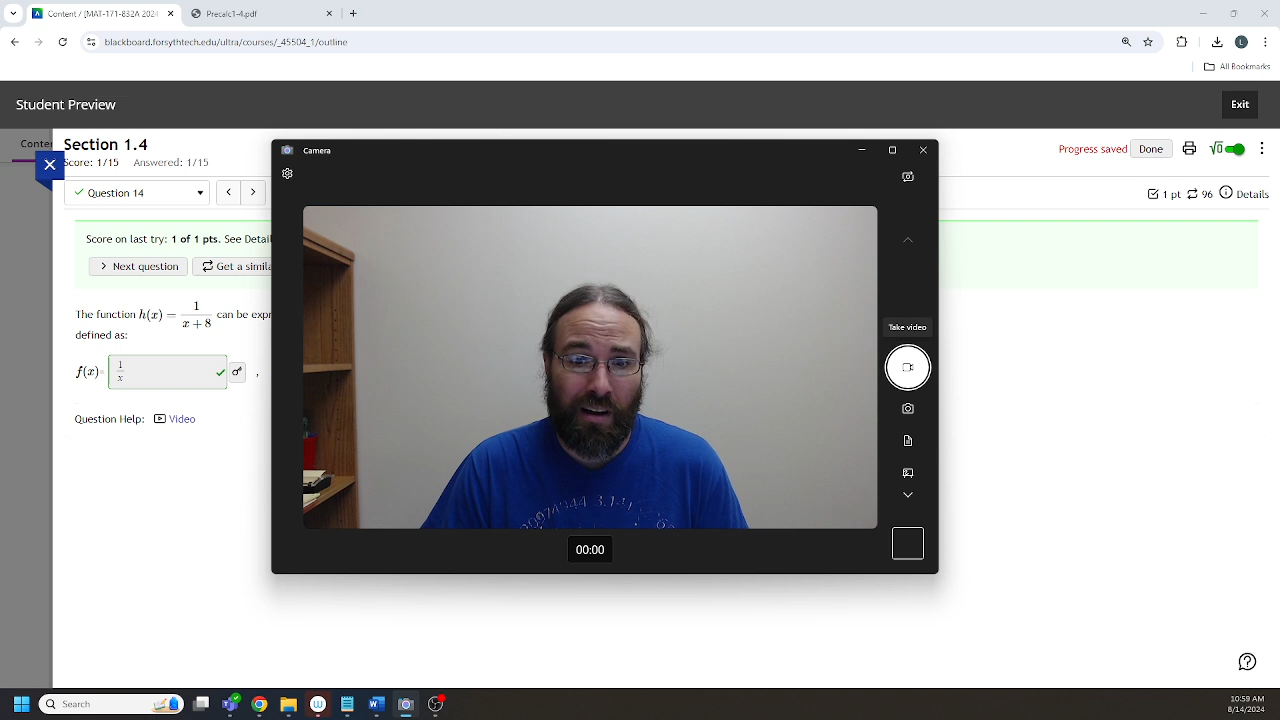 Content / [MAT-171-832A 2024
Precalc1-4.pdf
blackboard.forsythtech.edu/ultra/courses/_45504_1/outline
All Bookmarks
Student Preview
Exit
Conte
Section 1.4
Score: 1/15 Answered: 1/15
Progress saved
Done
Question 14
1 pt 96 Details
Score on last try: 1 of 1 pts. See Detai
Next question
Get a simila
The function h(x) = 1/(x + 8) can be expr
defined as:
f(x)= 1/x ,
Question Help: Video
Camera
Take video
00:00
Search
10:59 AM
8/14/2024